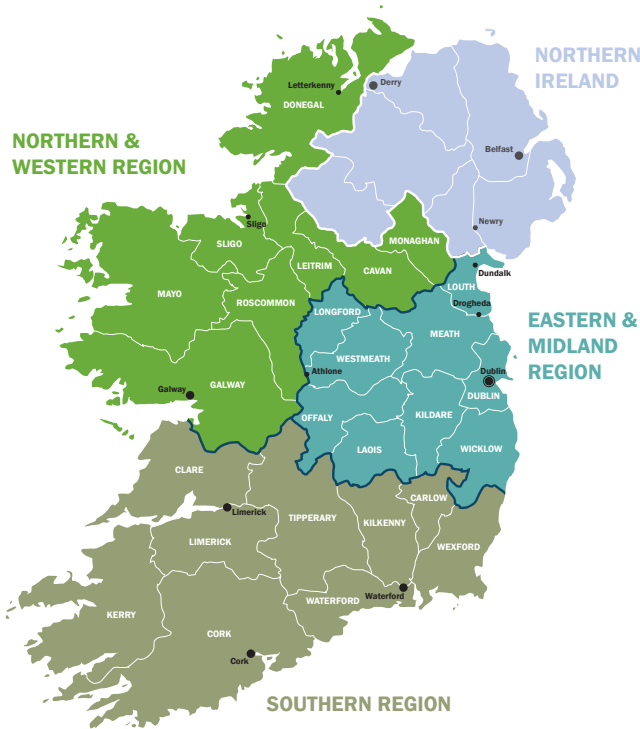 NORTHERN
IRELAND
Derry
Letterkenny
DONEGAL
NORTHERN &
WESTERN REGION
Belfast
Newry
Sligo
SLIGO
MONAGHAN
LEITRIM
CAVAN
Dundalk
LOUTH
MAYO
ROSCOMMON
LONGFORD
Drogheda
MEATH
EASTERN &
MIDLAND
REGION
WESTMEATH
Athlone
Dublin
DUBLIN
Galway
GALWAY
OFFALY
KILDARE
LAOIS
WICKLOW
CLARE
CARLOW
Limerick
TIPPERARY
KILKENNY
LIMERICK
WEXFORD
Waterford
WATERFORD
KERRY
CORK
Cork
SOUTHERN REGION